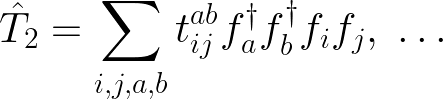 $\hat{T}_2 = \sum_{i,j,a,b} t_{ij}^{ab} f_a^\dagger f_b^\dagger f_i f_j, \ \ldots$